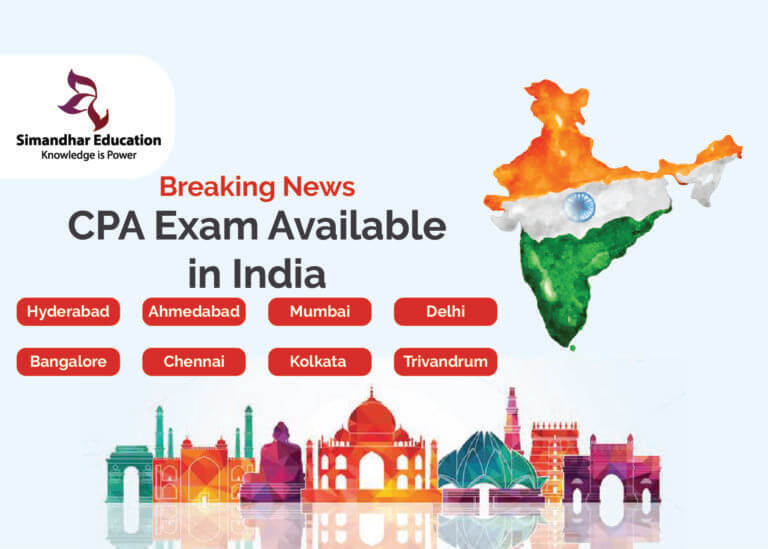 Simandhar Education
Knowledge is Power
Breaking News
CPA Exam Available
in India
Hyderabad
Ahmedabad
Mumbai
Delhi
Bangalore
Chennai
Kolkata
Trivandrum